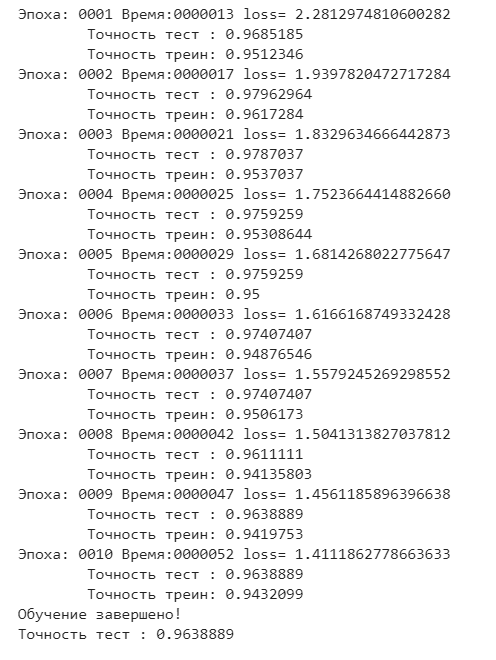 Эпоха: 0001 Время:0000013 loss= 2.2812974810600282
Точность тест : 0.9685185
Точность треин: 0.9512346
Эпоха: 0002 Время:0000017 loss= 1.9397820472717284
Точность тест : 0.97962964
Точность треин: 0.9617284
Эпоха: 0003 Время:0000021 loss= 1.8329634666442873
Точность тест : 0.9787037
Точность треин: 0.9537037
Эпоха: 0004 Время:0000025 loss= 1.7523664414882660
Точность тест : 0.9759259
Точность треин: 0.95308644
Эпоха: 0005 Время:0000029 loss= 1.6814268022775647
Точность тест : 0.9759259
Точность треин: 0.95
Эпоха: 0006 Время:0000033 loss= 1.6166168749332428
Точность тест : 0.97407407
Точность треин: 0.94876546
Эпоха: 0007 Время:0000037 loss= 1.5579245269298552
Точность тест : 0.97407407
Точность треин: 0.9506173
Эпоха: 0008 Время:0000042 loss= 1.5041313827037812
Точность тест : 0.9611111
Точность треин: 0.94135803
Эпоха: 0009 Время:0000047 loss= 1.4561185896396638
Точность тест : 0.9638889
Точность треин: 0.9419753
Эпоха: 0010 Время:0000052 loss= 1.4111862778663633
Точность тест : 0.9638889
Точность треин: 0.9432099
Обучение завершено!
Точность тест : 0.9638889